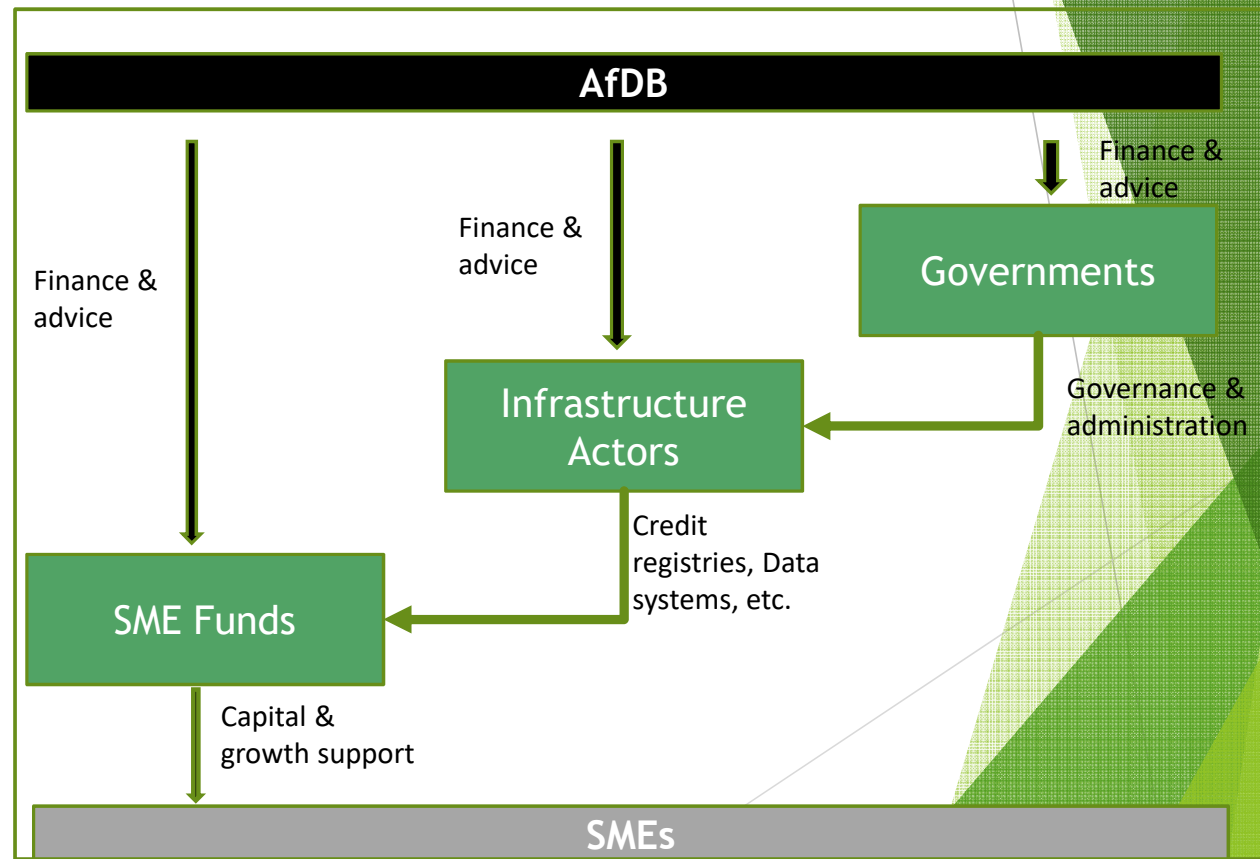 AfDB
Finance &
advice
Governments
Finance &
advice
Finance &
advice
Infrastructure
Actors
Governance &
administration
Credit
registries, Data
systems, etc.
SME Funds
Capital &
growth support
SMEs